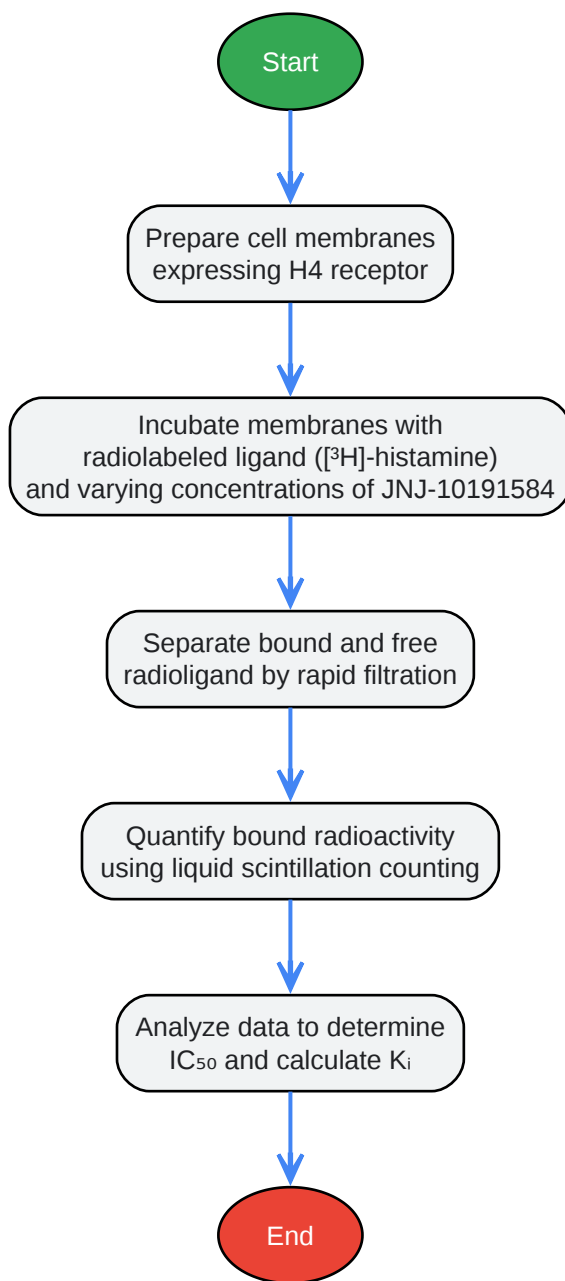 Start
Prepare cell membranes
expressing H4 receptor
Incubate membranes with
radiolabeled ligand ([³H]-histamine)
and varying concentrations of JNJ-10191584
Separate bound and free
radioligand by rapid filtration
Quantify bound radioactivity
using liquid scintillation counting
Analyze data to determine
IC₅₀ and calculate Kᵢ
End